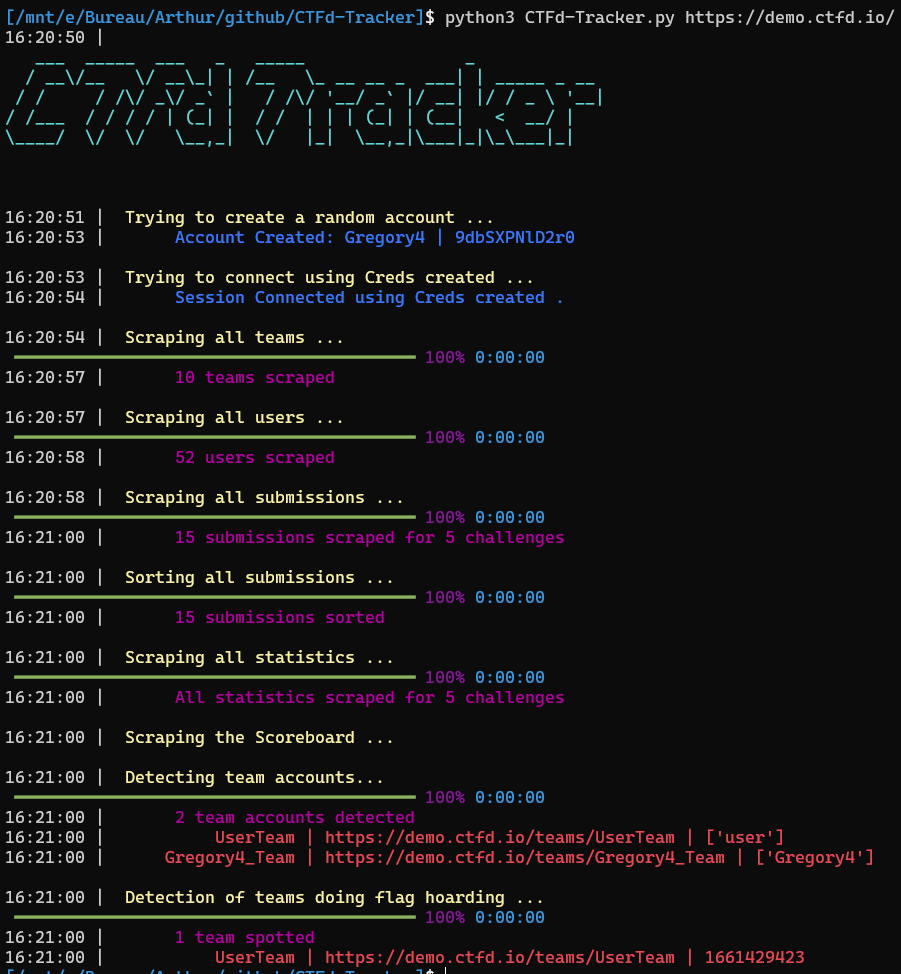 [/mnt/e/Bureau/Arthur/github/CTFd-Tracker]$ python3 CTFd-Tracker.py https://demo.ctfd.io/
16:20:50 |
CTFd Tracker
16:20:51 | Trying to create a random account ...
16:20:53 | Account Created: Gregory4 | 9dbSXPNlD2r0
16:20:53 | Trying to connect using Creds created ...
16:20:54 | Session Connected using Creds created .
16:20:54 | Scraping all teams ...
100% 0:00:00
16:20:57 | 10 teams scraped
16:20:57 | Scraping all users ...
100% 0:00:00
16:20:58 | 52 users scraped
16:20:58 | Scraping all submissions ...
100% 0:00:00
16:21:00 | 15 submissions scraped for 5 challenges
16:21:00 | Sorting all submissions ...
100% 0:00:00
16:21:00 | 15 submissions sorted
16:21:00 | Scraping all statistics ...
100% 0:00:00
16:21:00 | All statistics scraped for 5 challenges
16:21:00 | Scraping the Scoreboard ...
16:21:00 | Detecting team accounts...
100% 0:00:00
16:21:00 | 2 team accounts detected
16:21:00 | UserTeam | https://demo.ctfd.io/teams/UserTeam | ['user']
16:21:00 | Gregory4_Team | https://demo.ctfd.io/teams/Gregory4_Team | ['Gregory4']
16:21:00 | Detection of teams doing flag hoarding ...
100% 0:00:00
16:21:00 | 1 team spotted
16:21:00 | UserTeam | https://demo.ctfd.io/teams/UserTeam | 1661429423
[/mnt/e/Bureau/Arthur/github/CTFd-Tracker]$